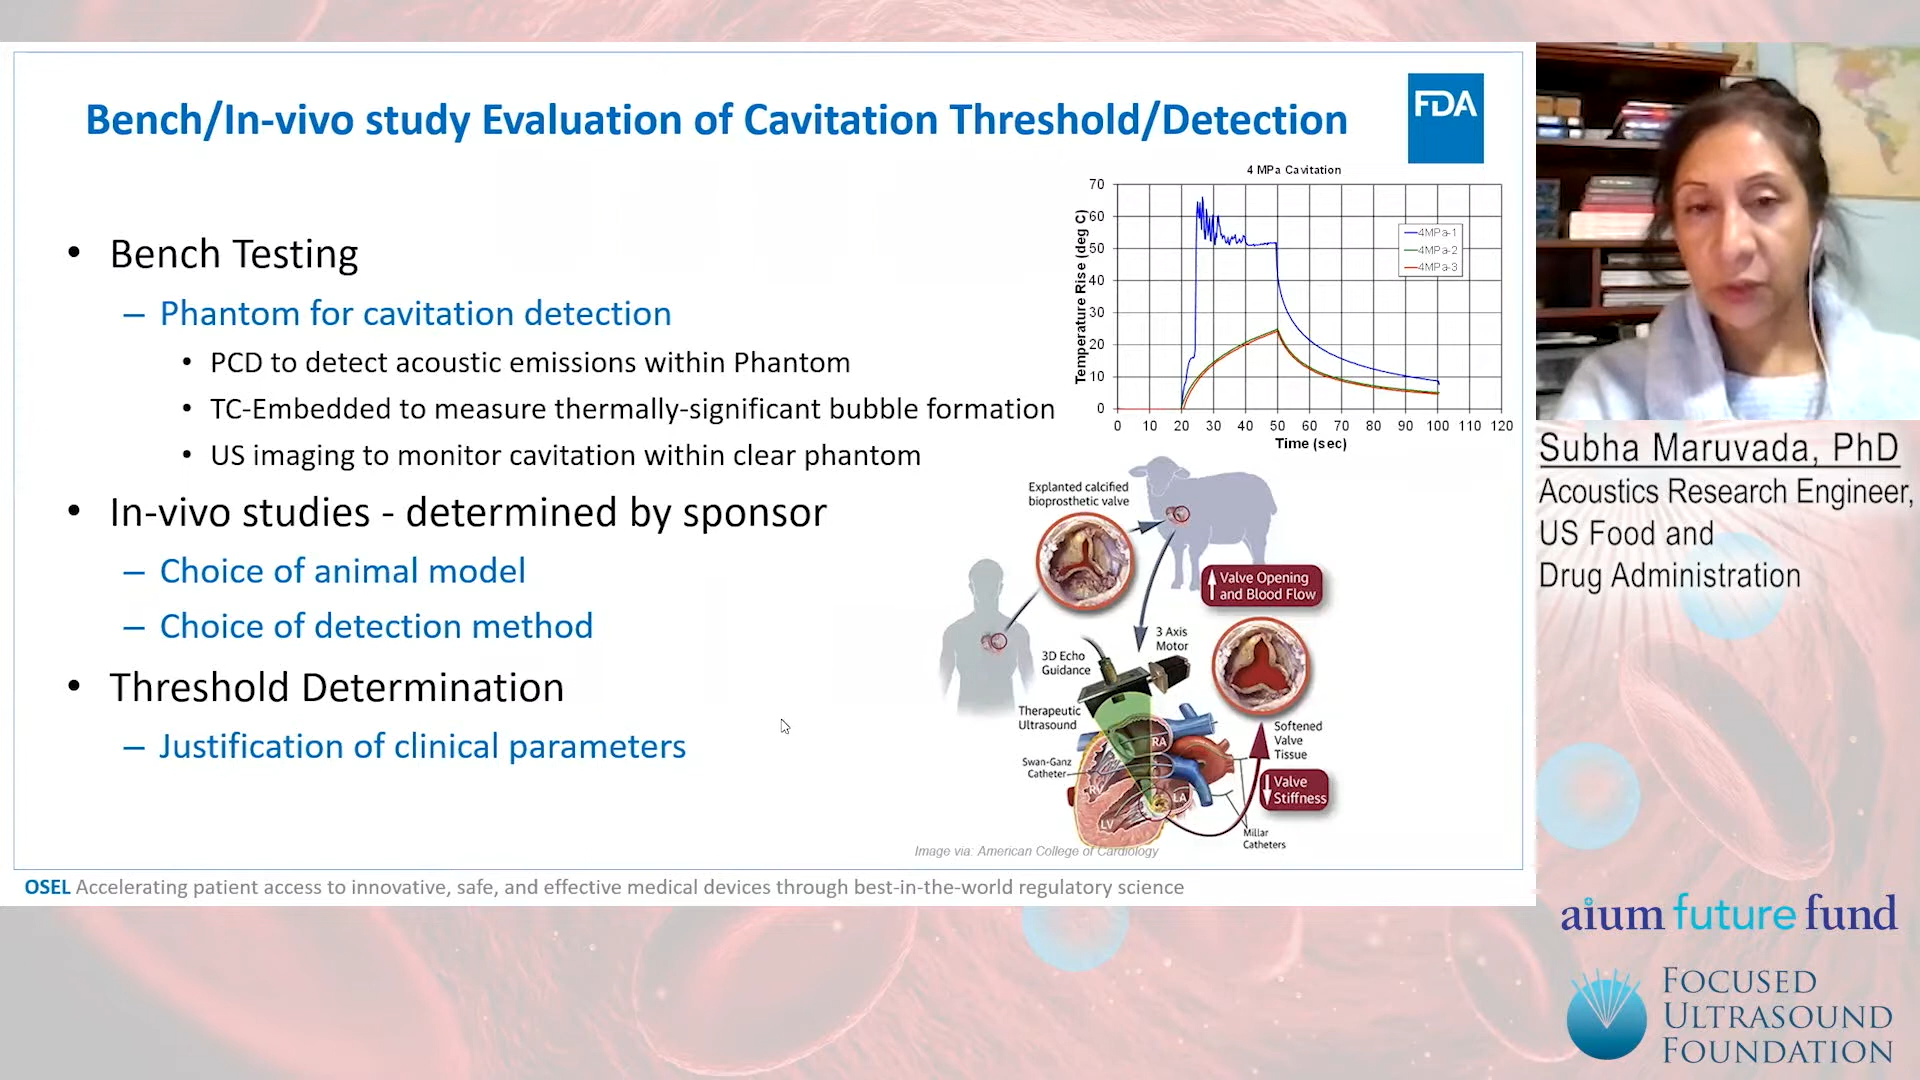 Bench/In-vivo study Evaluation of Cavitation Threshold/Detection
FDA
• Bench Testing
– Phantom for cavitation detection
• PCD to detect acoustic emissions within Phantom
• TC-Embedded to measure thermally-significant bubble formation
• US imaging to monitor cavitation within clear phantom
• In-vivo studies - determined by sponsor
– Choice of animal model
– Choice of detection method
• Threshold Determination
– Justification of clinical parameters
4 MPa Cavitation
Temperature Rise (deg C)
70
60
50
40
30
20
10
0
0 10 20 30 40 50 60 70 80 90 100 110 120
Time (sec)
4MPa-1
4MPa-2
4MPa-3
Explanted calcified
bioprosthetic valve
Valve Opening
and Blood Flow
3 Axis
Motor
3D Echo
Guidance
Therapeutic
Ultrasound
Swan-Ganz
Catheter
RA
RV
LA
LV
Softened
Valve
Tissue
Valve
Stiffness
Millar
Catheters
Image via: American College of Cardiology
OSEL Accelerating patient access to innovative, safe, and effective medical devices through best-in-the-world regulatory science
Subha Maruvada, PhD
Acoustics Research Engineer,
US Food and
Drug Administration
aium future fund
FOCUSED
ULTRASOUND
FOUNDATION